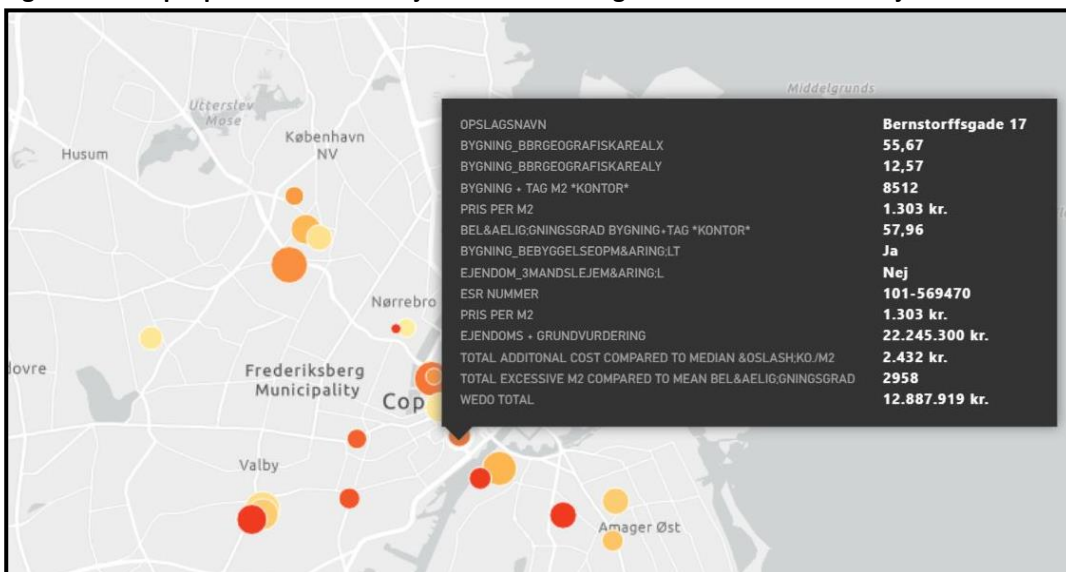 Middelgrunds
Utterslev
Mose
København
NV
Husum
Nørrebro
Frederiksberg
Municipality
Cop
Valby
Amager Øst
OPSLAGSNAVN Bernstorffsgade 17
BYGNING_BBRGEOGRAFISKAREALX 55,67
BYGNING_BBRGEOGRAFISKAREALY 12,57
BYGNING + TAG M2 *KONTOR* 8512
PRIS PER M2 1.303 kr.
BEL&AELIG;GNINGSGRAD BYGNING+TAG *KONTOR* 57,96
BYGNING_BEBYGGELSEOPM&ARING;LT Ja
EJENDOM_3MANDSLEJEM&ARING;L Nej
ESR NUMMER 101-569470
PRIS PER M2 1.303 kr.
EJENDOMS + GRUNDVURDERING 22.245.300 kr.
TOTAL ADDITONAL COST COMPARED TO MEDIAN &OSLASH;KO./M2 2.432 kr.
TOTAL EXCESSIVE M2 COMPARED TO MEAN BEL&AELIG;GNINGSGRAD 2958
WEDO TOTAL 12.887.919 kr.